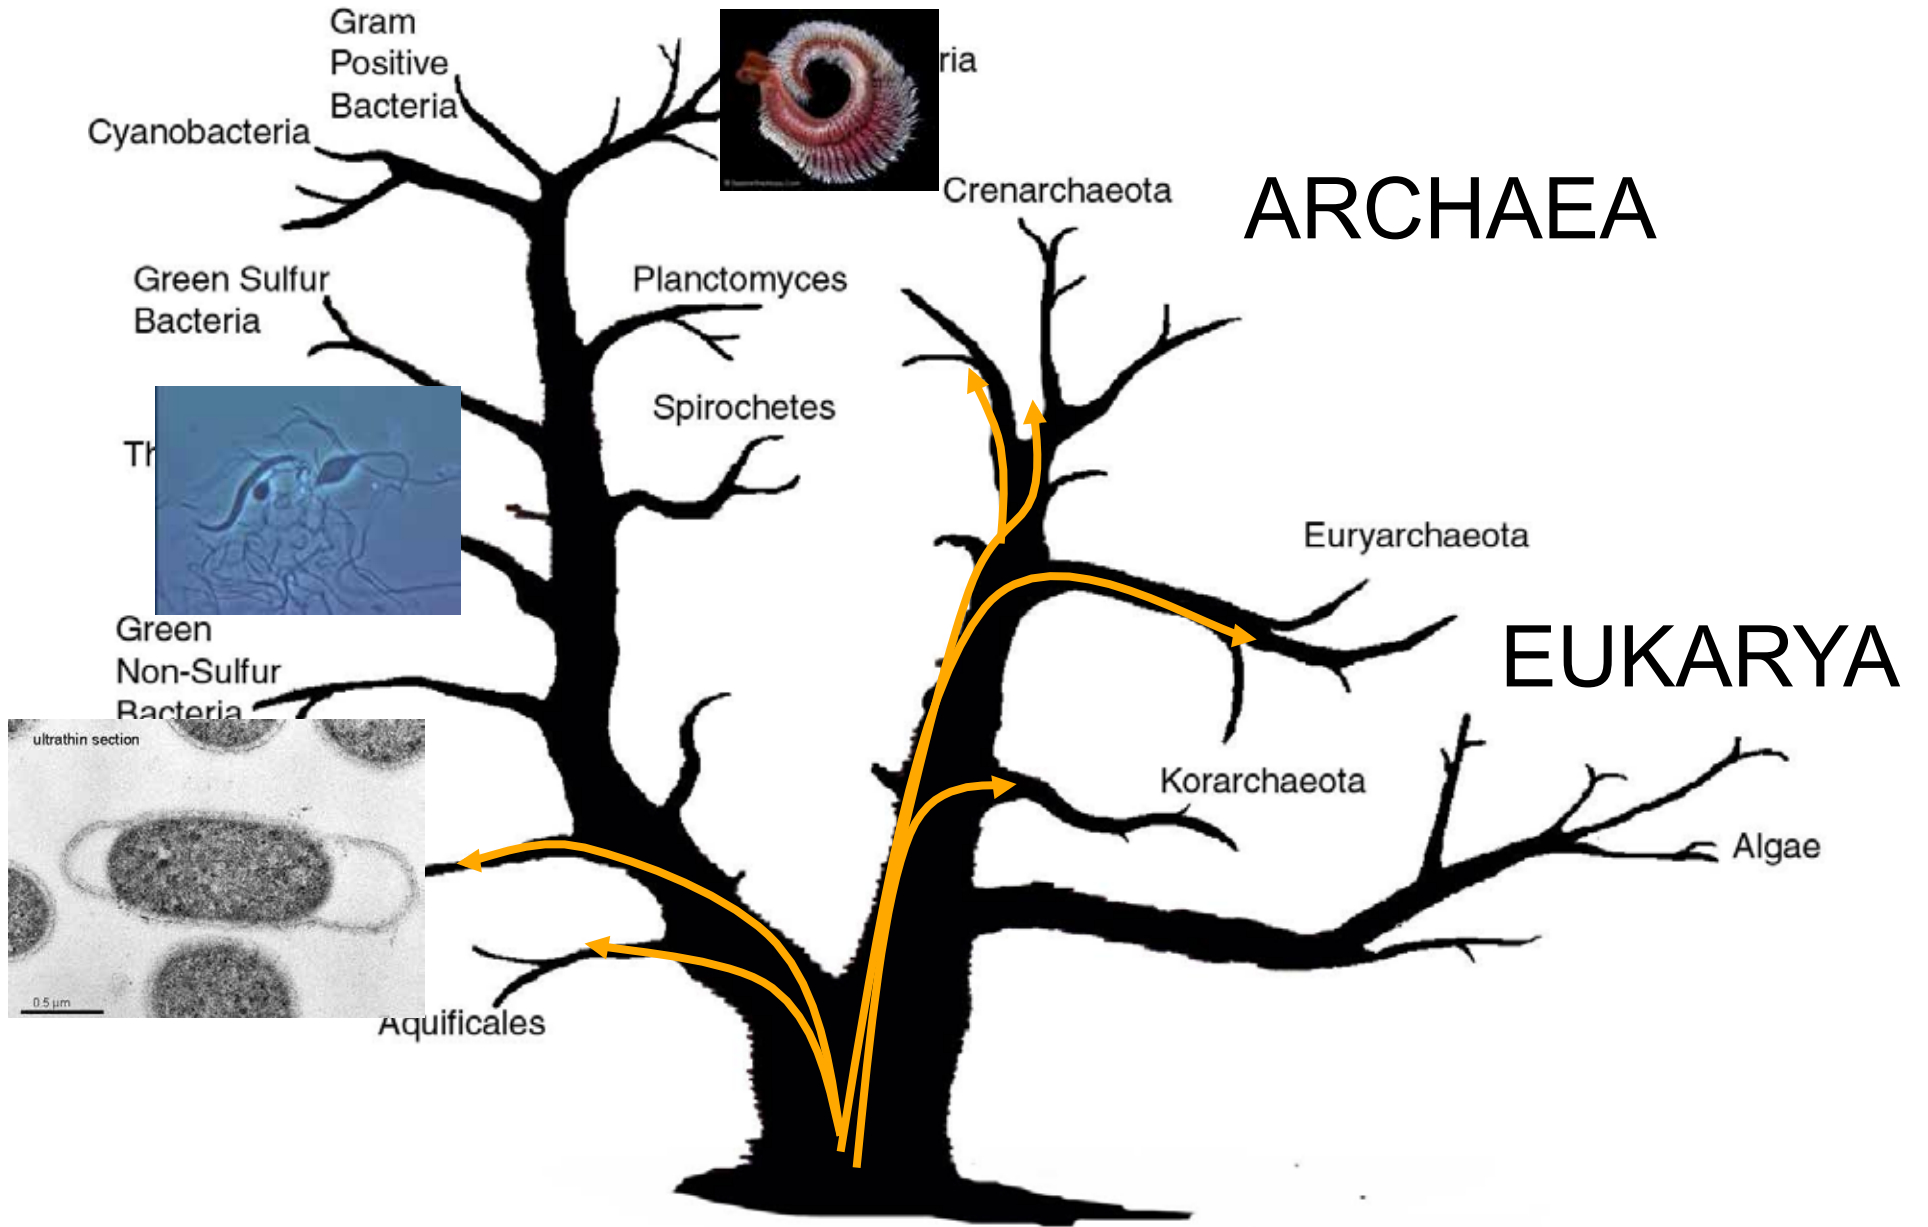 Gram
Positive
Bacteria
ria
Cyanobacteria
Crenarchaeota
ARCHAEA
Green Sulfur
Bacteria
Planctomyces
Spirochetes
Th
Euryarchaeota
Green
Non-Sulfur
Bacteria
EUKARYA
ultrathin section
Korarchaeota
Algae
0.5 µm
Aquificales